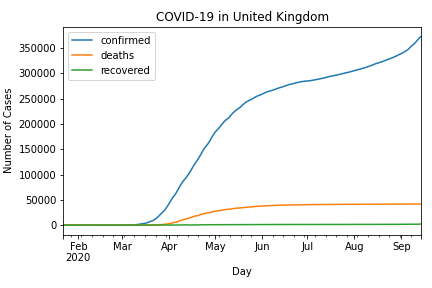 COVID-19 in United Kingdom
confirmed
deaths
recovered
Number of Cases
350000
300000
250000
200000
150000
100000
50000
0
Feb Mar Apr May Jun Jul Aug Sep
2020
Day